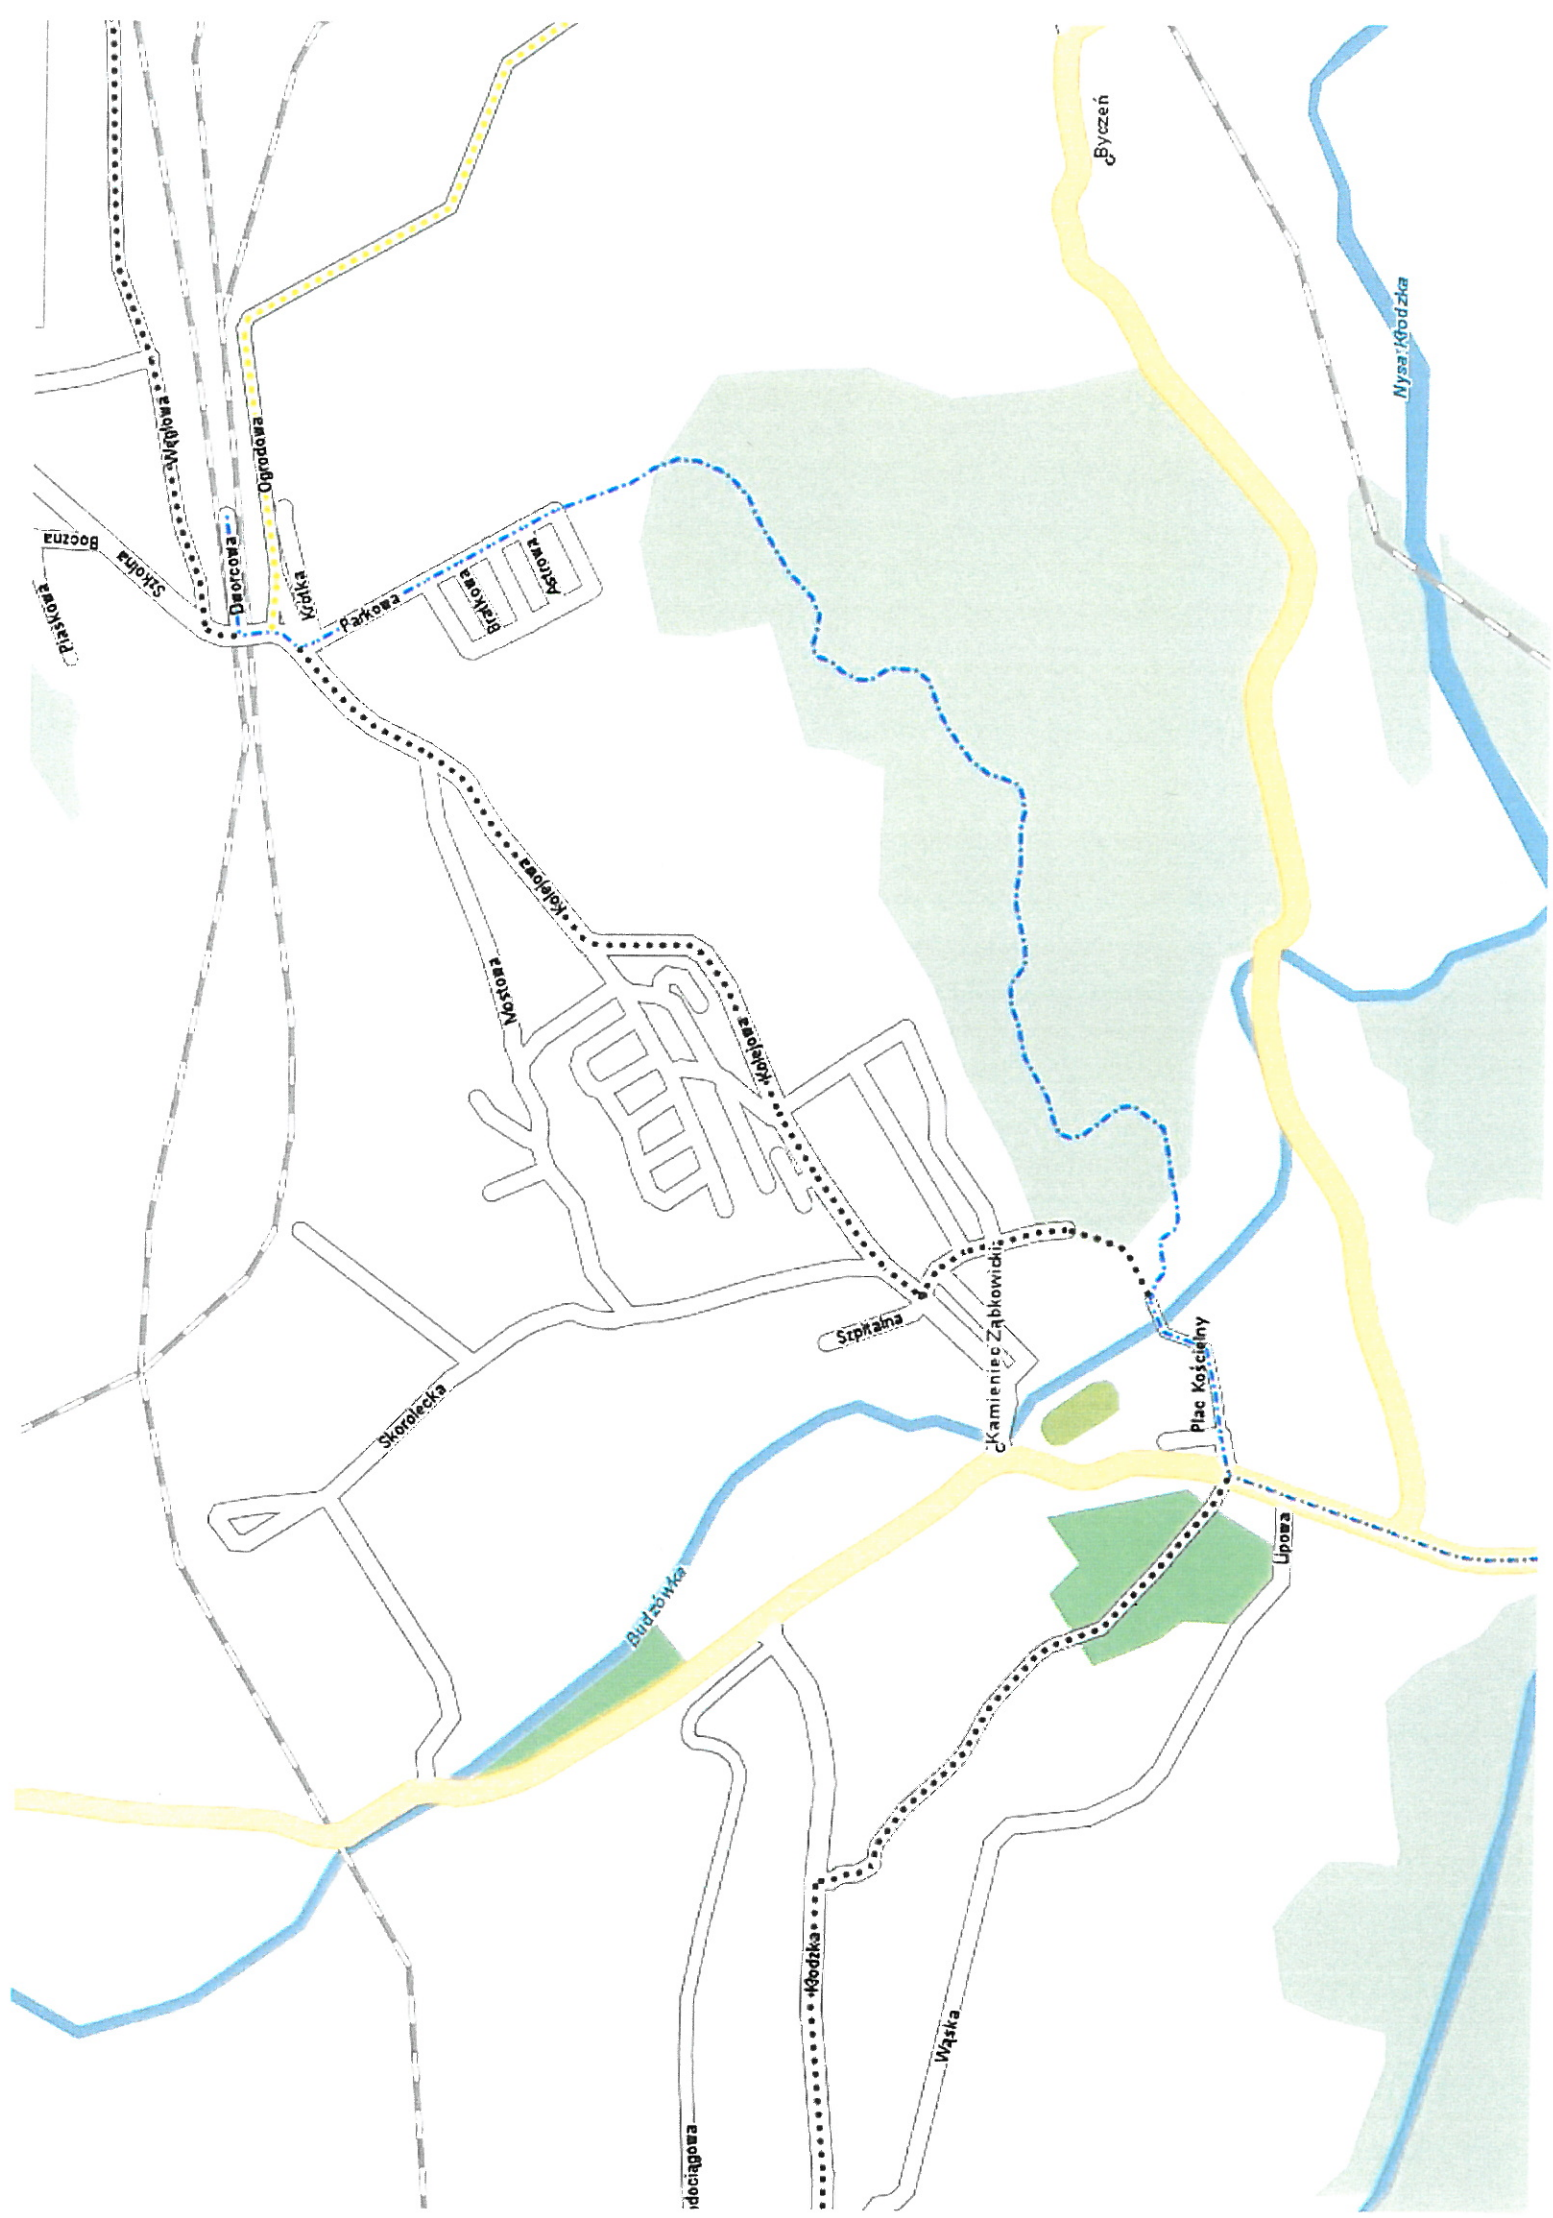 Byczeń
Nysa Kłodzka
Węglowa
Ogrodowa
Boczna
Szkolna
Dworcowa
Piaskowa
Krótka
Parkowa
Bratkowa
Astrowa
Kolejowa
Mostowa
Kolejowa
Szpitalna
Kamieniec Ząbkowicki
Plac Kościelny
Skorolecka
Lipowa
Budzówka
Kłodzka
Wąska
dociągowa